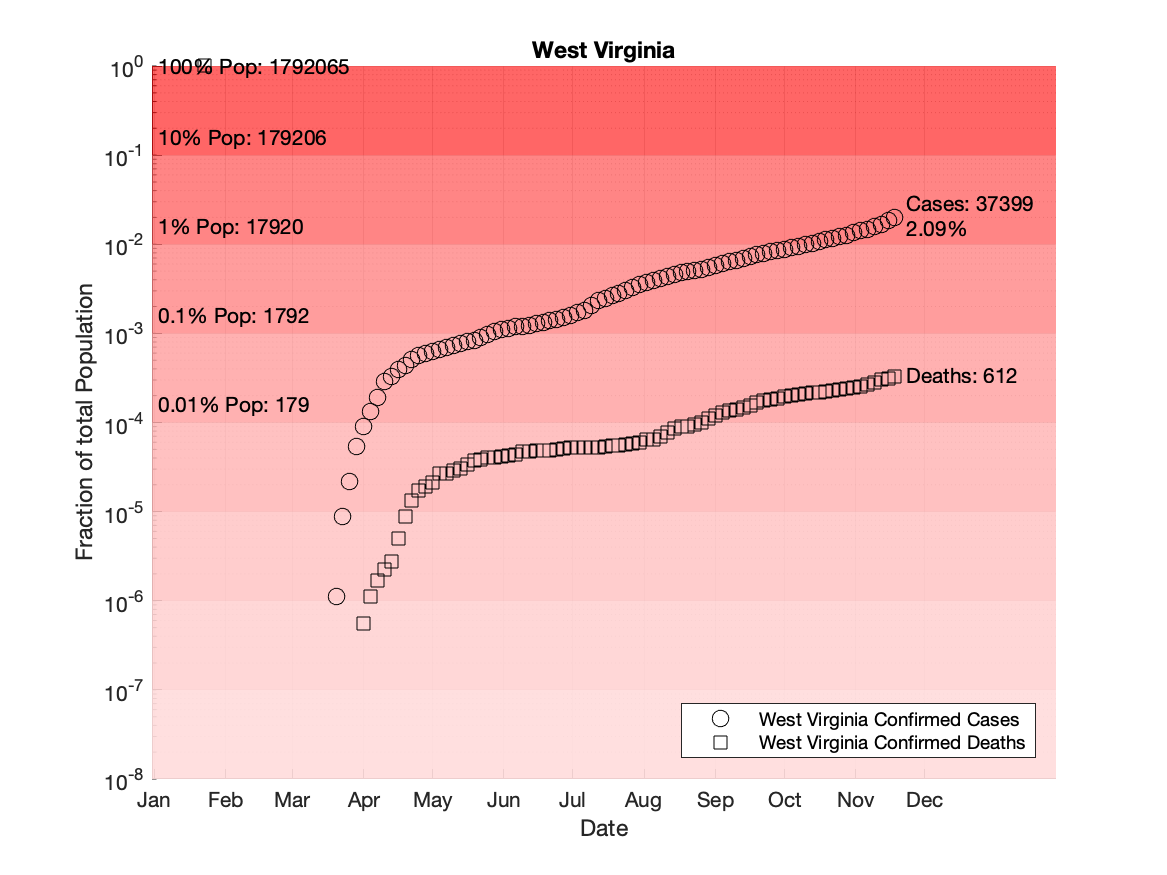 West Virginia
10^0
100% Pop: 1792065
10% Pop: 179206
10^-1
1% Pop: 17920
Cases: 37399
2.09%
10^-2
0.1% Pop: 1792
10^-3
Deaths: 612
0.01% Pop: 179
10^-4
10^-5
10^-6
10^-7
10^-8
Fraction of total Population
West Virginia Confirmed Cases
West Virginia Confirmed Deaths
Jan Feb Mar Apr May Jun Jul Aug Sep Oct Nov Dec
Date